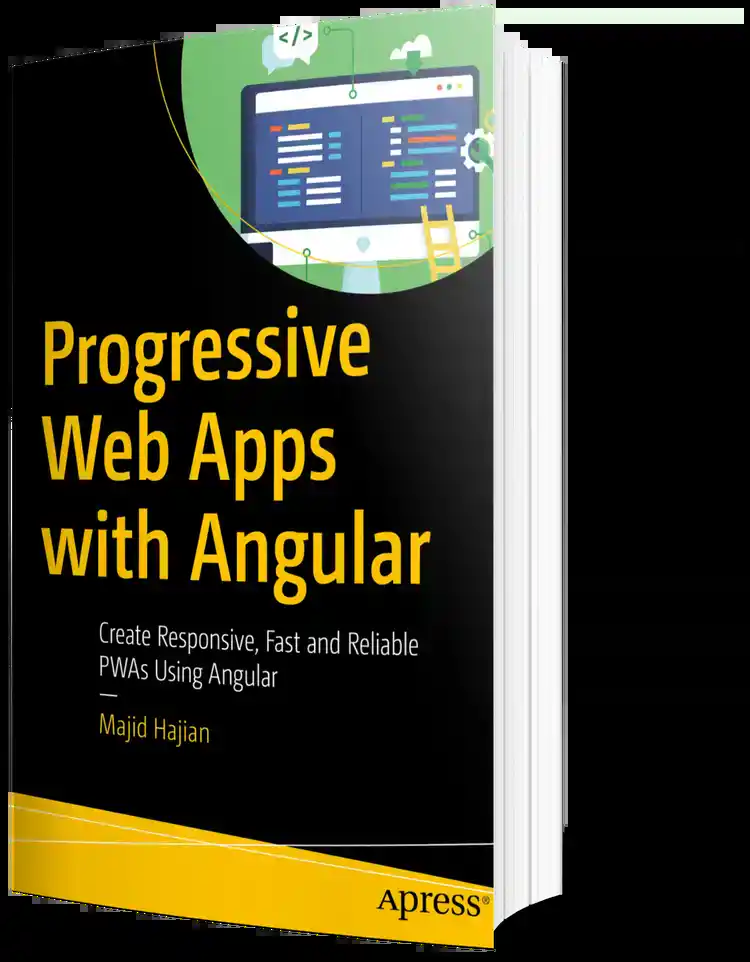 </>
Progressive
Web Apps
with Angular
Create Responsive, Fast and Reliable
PWAs Using Angular
Majid Hajian
Apress®